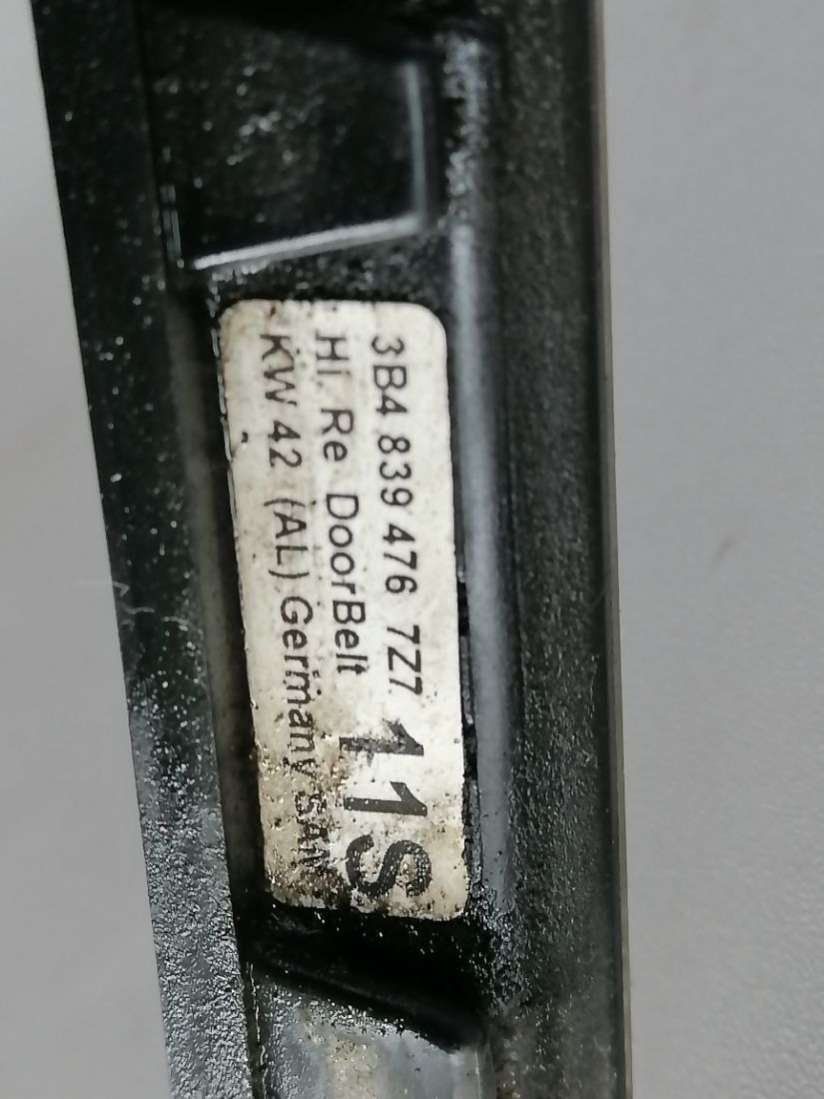 3B4 839 476 7Z7
Hi. Re DoorBelt 11S
KW 42 (AL) Germany